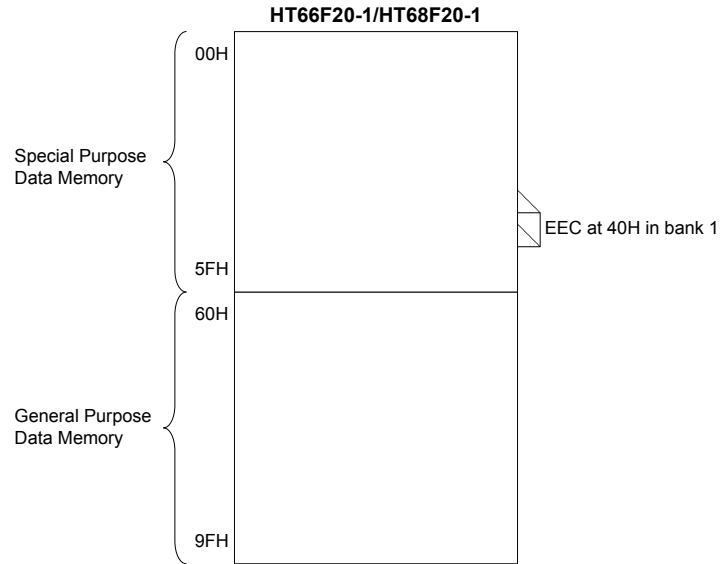 HT66F20-1/HT68F20-1
00H
Special Purpose
Data Memory
EEC at 40H in bank 1
5FH
60H
General Purpose
Data Memory
9FH